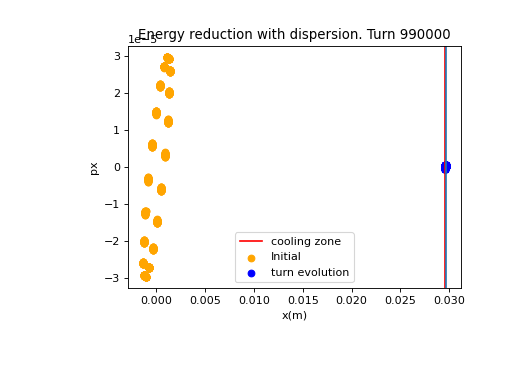 Energy reduction with dispersion. Turn 990000
1e−5
3
2
1
0
−1
−2
−3
px
cooling zone
Initial
turn evolution
0.000 0.005 0.010 0.015 0.020 0.025 0.030
x(m)